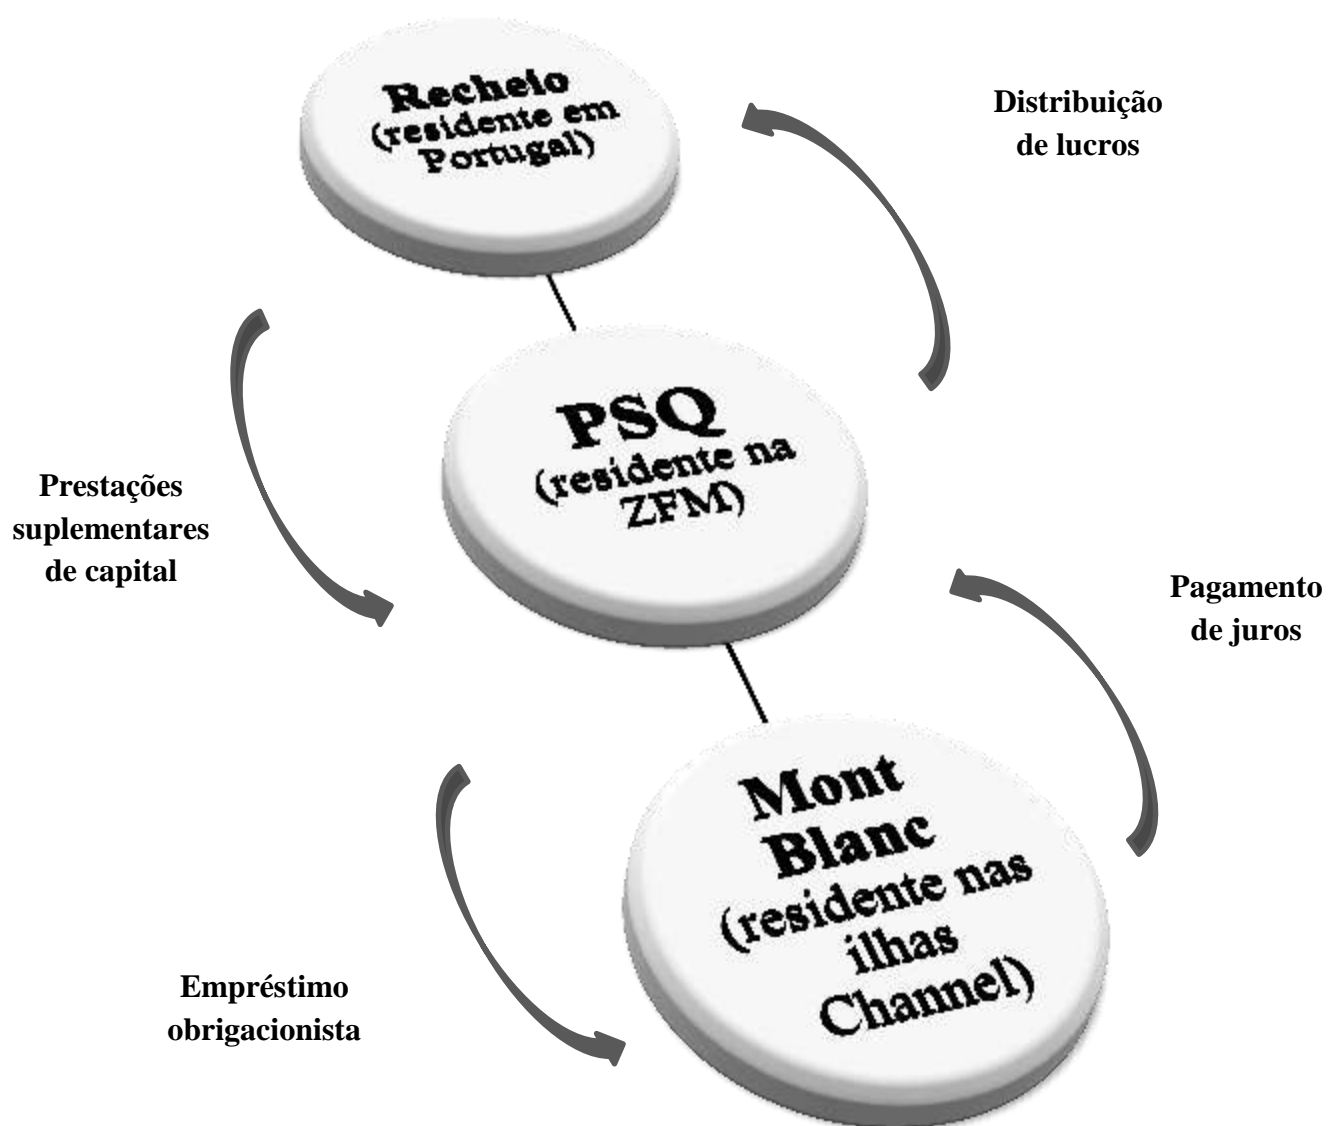 Recheio
(residente em
Portugal)
Distribuição
de lucros
PSQ
(residente na
ZFM)
Prestações
suplementares
de capital
Pagamento
de juros
Mont
Blanc
(residente nas
ilhas
Channel)
Empréstimo
obrigacionista